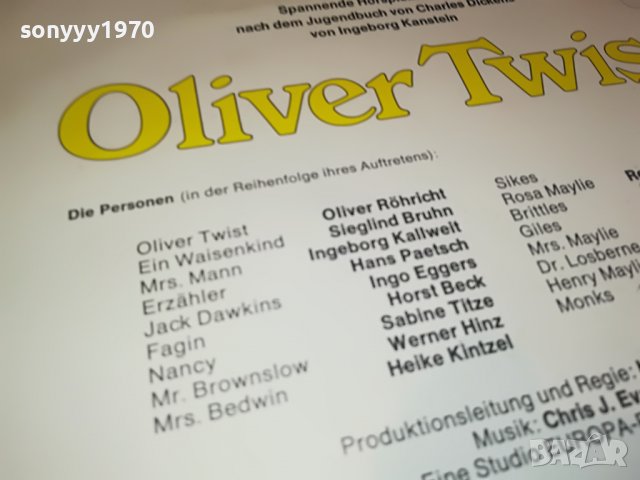 sonyyy1970
Spannende
nach dem Jugendbuch von Charles Dickens
von Ingeborg Kanstein
Oliver Twis
Die Personen (in der Reihenfolge ihres Auftretens):
Oliver Twist Oliver Röhricht
Ein Waisenkind Sieglind Bruhn
Mrs. Mann Ingeborg Kallweit
Erzähler Hans Paetsch
Jack Dawkins Ingo Eggers
Fagin Horst Beck
Nancy Sabine Titze
Mr. Brownslow Werner Hinz
Mrs. Bedwin Heike Kintzel
Sikes
Rosa Maylie
Brittles
Giles
Mrs. Maylie
Dr. Losberne
Henry Maylie
Monks
Produktionsleitung und Regie:
Musik: Chris J. Ev
Eine Studio EUROPA-
bazar